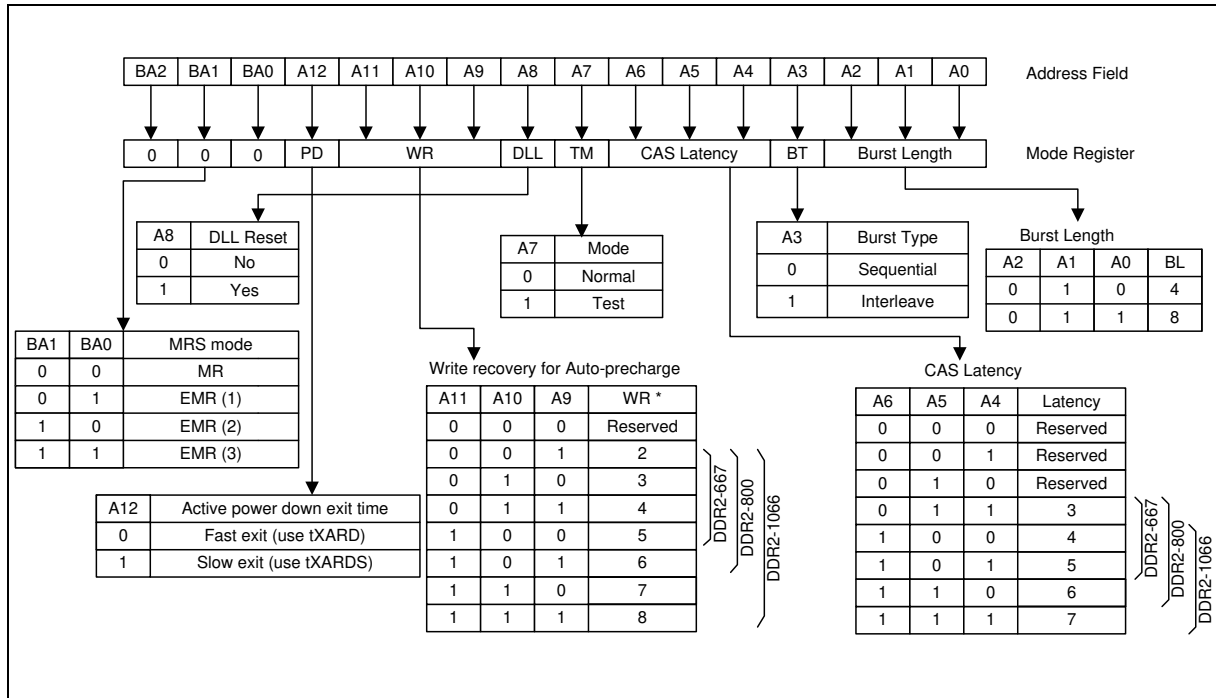 BA2 BA1 BA0 A12 A11 A10 A9 A8 A7 A6 A5 A4 A3 A2 A1 A0 Address Field
0 0 0 PD WR DLL TM CAS Latency BT Burst Length Mode Register
A8 DLL Reset
0 No
1 Yes
A7 Mode
0 Normal
1 Test
A3 Burst Type
0 Sequential
1 Interleave
Burst Length
A2 A1 A0 BL
0 1 0 4
0 1 1 8
BA1 BA0 MRS mode
0 0 MR
0 1 EMR (1)
1 0 EMR (2)
1 1 EMR (3)
A12 Active power down exit time
0 Fast exit (use tXARD)
1 Slow exit (use tXARDS)
Write recovery for Auto-precharge
A11 A10 A9 WR *
0 0 0 Reserved
0 0 1 2
0 1 0 3
0 1 1 4
1 0 0 5
1 0 1 6
1 1 0 7
1 1 1 8
DDR2-667
DDR2-800
DDR2-1066
CAS Latency
A6 A5 A4 Latency
0 0 0 Reserved
0 0 1 Reserved
0 1 0 Reserved
0 1 1 3
1 0 0 4
1 0 1 5
1 1 0 6
1 1 1 7
DDR2-667
DDR2-800
DDR2-1066